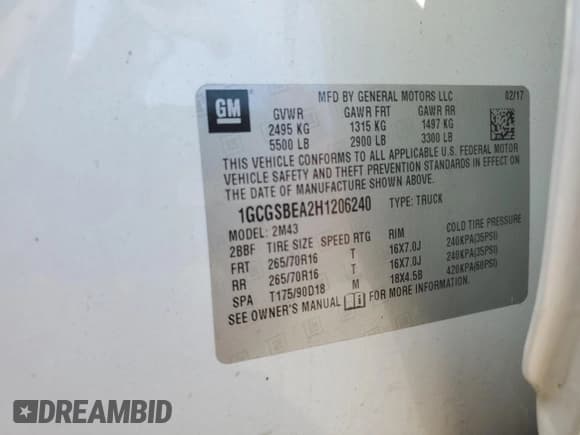 GM
MFD BY GENERAL MOTORS LLC 02/17
GVWR GAWR FRT GAWR RR
2495 KG 1315 KG 1497 KG
5500 LB 2900 LB 3300 LB
THIS VEHICLE CONFORMS TO ALL APPLICABLE U.S. FEDERAL MOTOR
VEHICLE SAFETY AND THEFT PREVENTION STANDARDS IN EFFECT ON
THE DATE OF MANUFACTURE SHOWN ABOVE.
1GCGSBEA2H1206240 TYPE: TRUCK
MODEL: 2M43
2BBF TIRE SIZE SPEED RTG RIM COLD TIRE PRESSURE
FRT 265/70R16 T 16X7.0J 240KPA(35PSI)
RR 265/70R16 T 16X7.0J 240KPA(35PSI)
SPA T175/90D18 M 18X4.5B 420KPA(60PSI)
SEE OWNER'S MANUAL FOR MORE INFORMATION.
DREAMBID